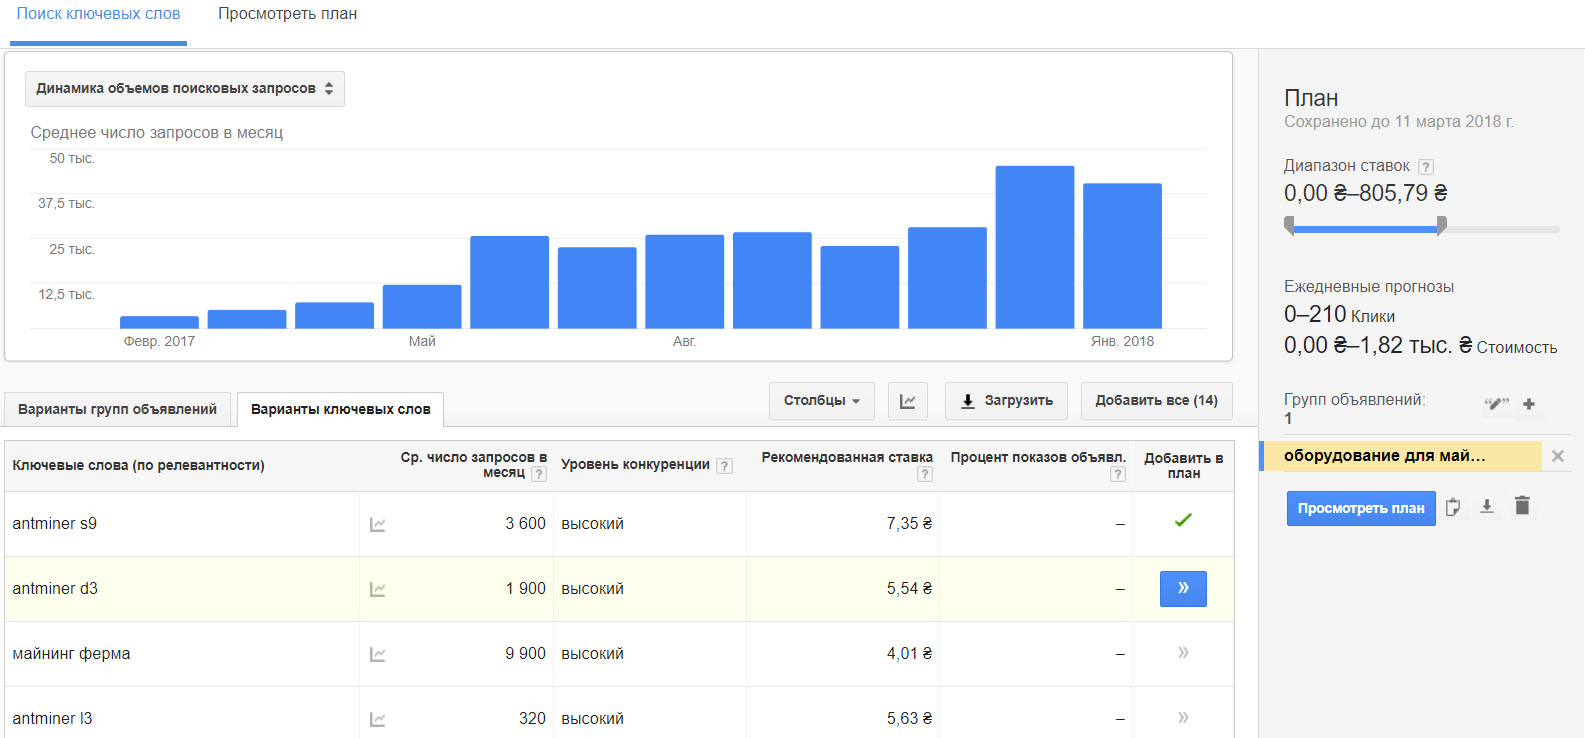 Поиск ключевых слов
Просмотреть план
Динамика объемов поисковых запросов
Среднее число запросов в месяц
50 тыс.
37,5 тыс.
25 тыс.
12,5 тыс.
Февр. 2017
Май
Авг.
Янв. 2018
Варианты групп объявлений
Варианты ключевых слов
Столбцы
Загрузить
Добавить все (14)
Ключевые слова (по релевантности)
Ср. число запросов в
месяц ?
Уровень конкуренции ?
Рекомендованная ставка
?
Процент показов объявл.
?
Добавить в
план
antminer s9 3 600 высокий 7,35 ₴ –
antminer d3 1 900 высокий 5,54 ₴ – »
майнинг ферма 9 900 высокий 4,01 ₴ – »
antminer l3 320 высокий 5,63 ₴ – »
План
Сохранено до 11 марта 2018 г.
Диапазон ставок ?
0,00 ₴–805,79 ₴
Ежедневные прогнозы
0–210 Клики
0,00 ₴–1,82 тыс. ₴ Стоимость
Групп объявлений:
1
оборудование для май...
Просмотреть план